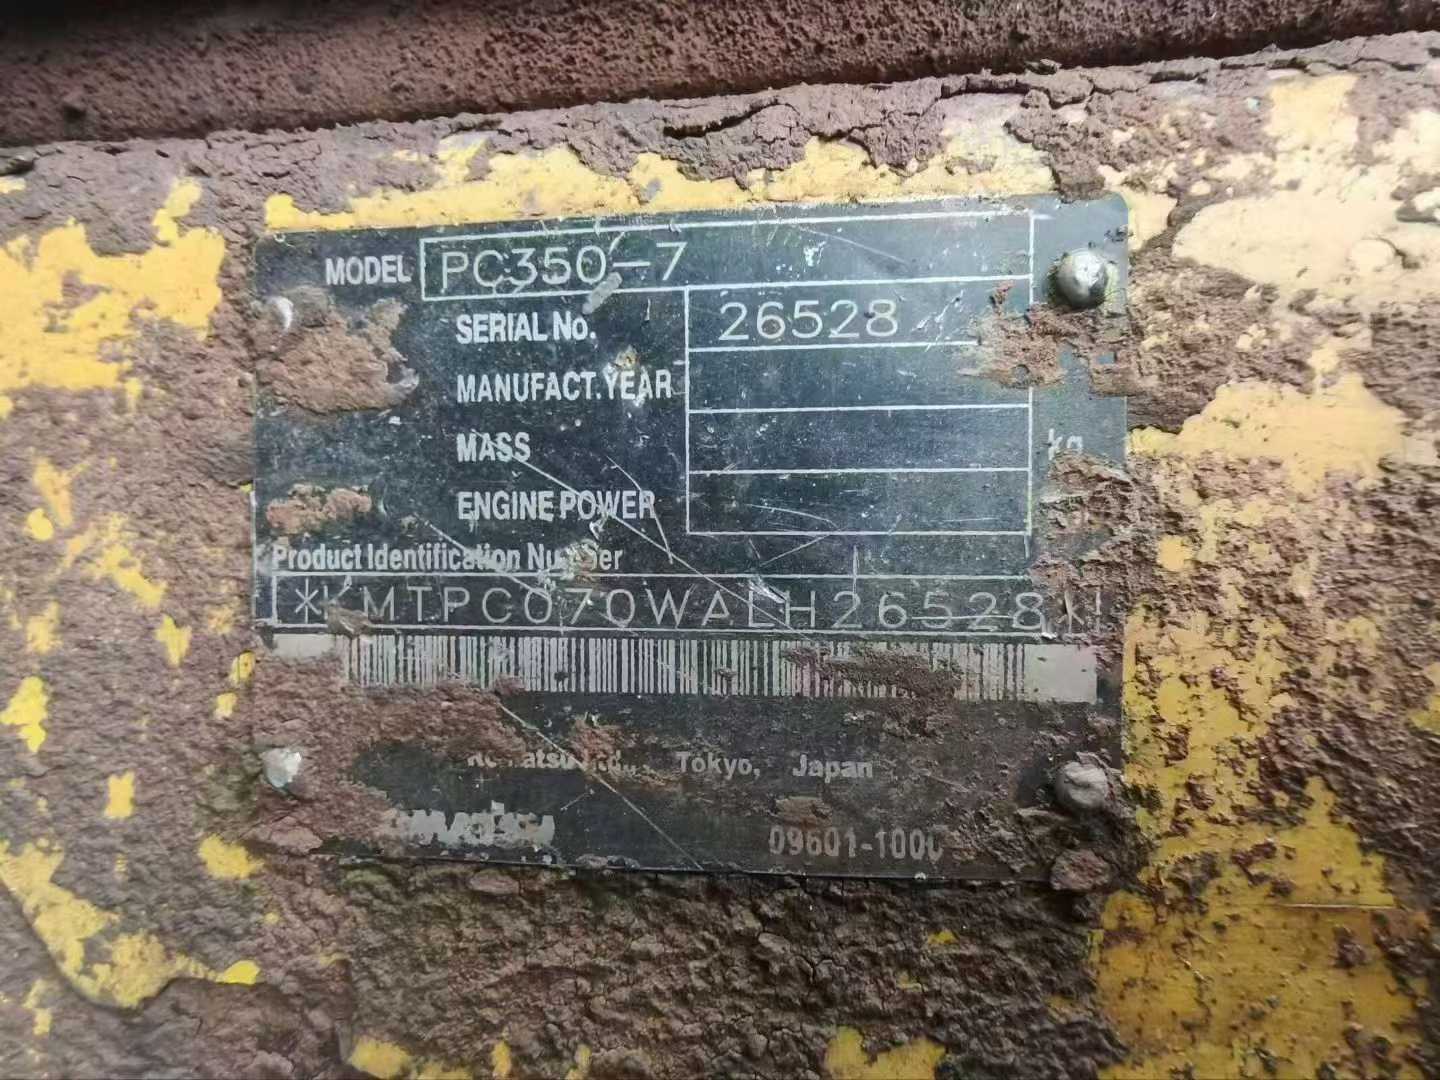 MODEL PC350-7
SERIAL No. 26528
MANUFACT.YEAR
MASS kg
ENGINE POWER
Product Identification Number
*KMTPC070WALH26528*
Tokyo, Japan
09601-1000